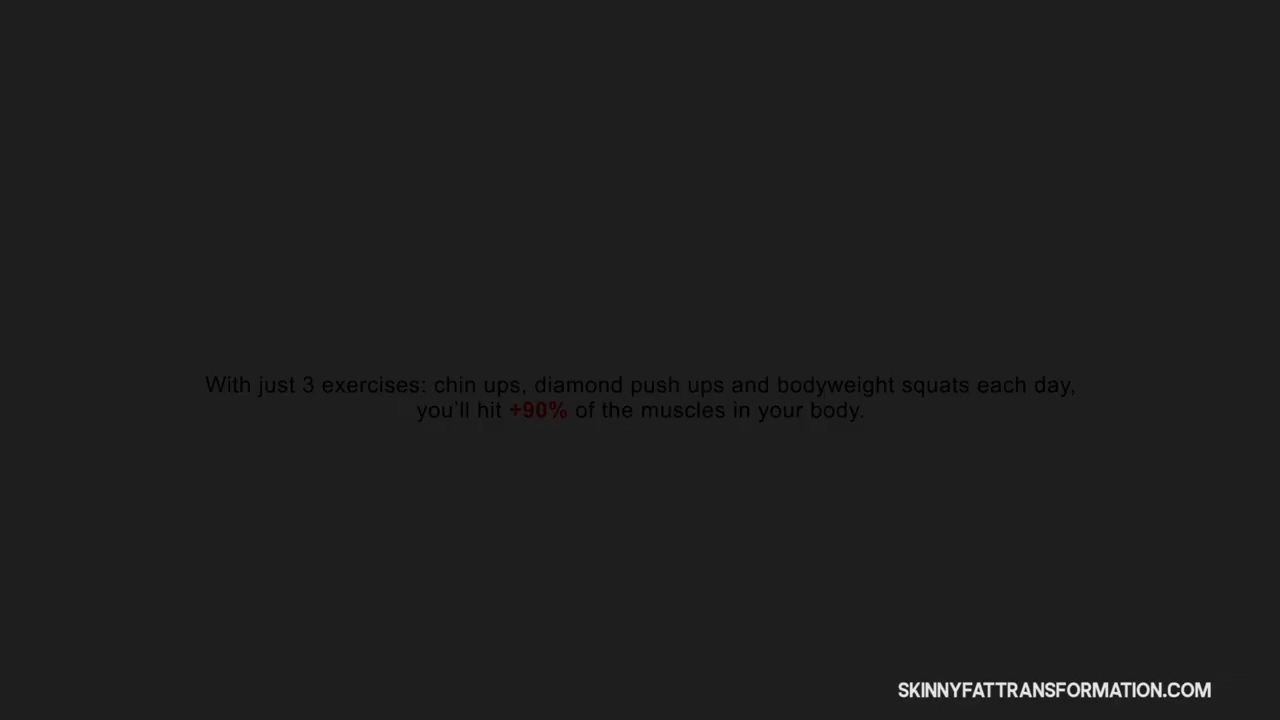 With just 3 exercises: chin ups, diamond push ups and bodyweight squats each day,
you'll hit +90% of the muscles in your body.
SKINNYFATTRANSFORMATION.COM